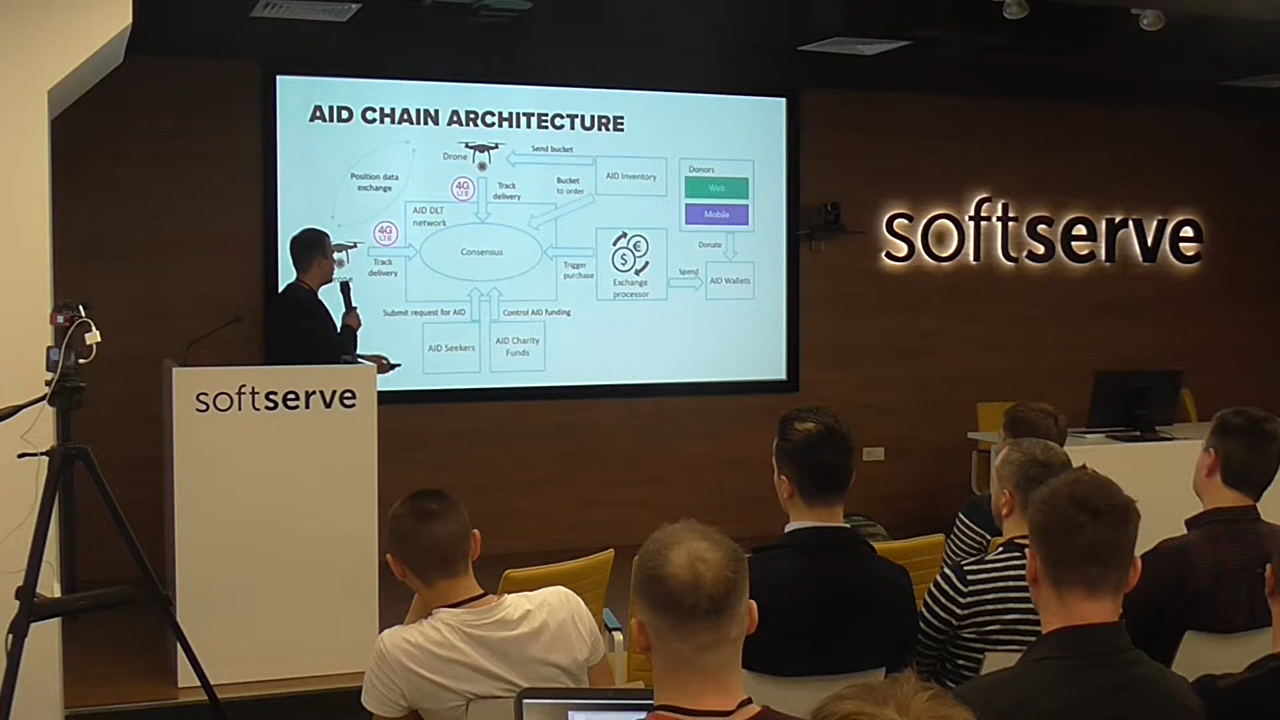 AID CHAIN ARCHITECTURE
Drone
Send bucket
Position data
exchange
4G
LTE
Track
delivery
Bucket
to order
AID Inventory
Donors
Web
Mobile
AID DLT
network
4G
LTE
Track
delivery
Consensus
Trigger
purchase
$
€
Exchange
processor
Donate
Spend
AID Wallets
Submit request for AID
Control AID funding
AID Seekers
AID Charity
Funds
softserve
softserve